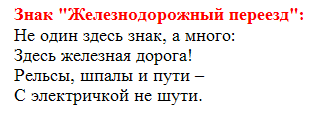 Знак "Железнодорожный переезд":
Не один здесь знак, а много:
Здесь железная дорога!
Рельсы, шпалы и пути –
С электричкой не шути.